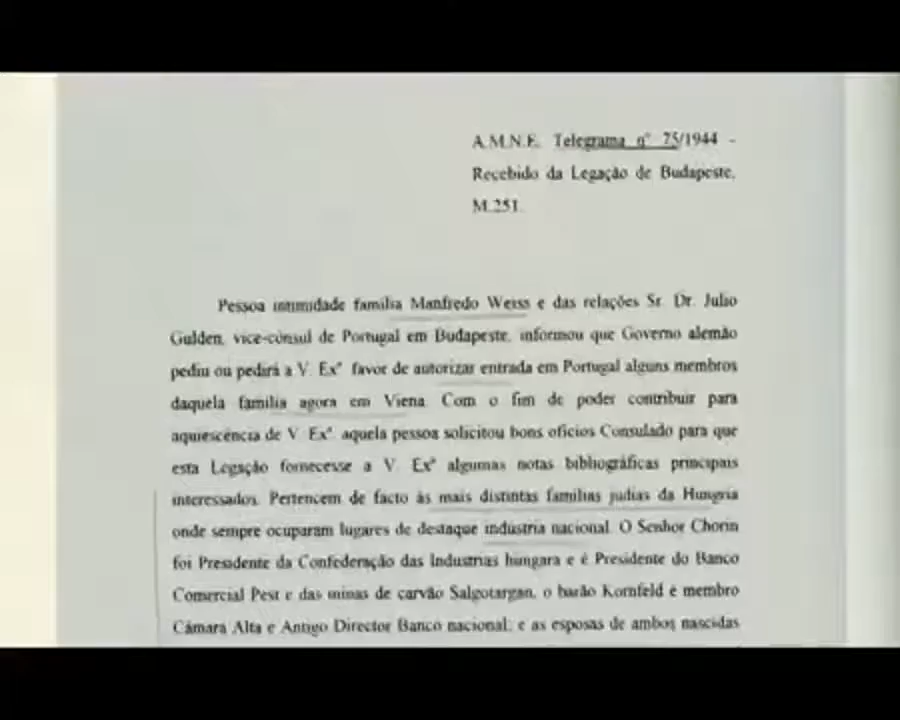 A.M.N.E. Telegrama nº 75/1944 -
Recebido da Legação de Budapeste,
M.251.
Pessoa intimidade família Manfredo Weiss e das relações Sr. Dr. Julio
Gulden, vice-cônsul de Portugal em Budapeste, informou que Governo alemão
pediu ou pedirá a V. Exª favor de autorizar entrada em Portugal alguns membros
daquela família agora em Viena. Com o fim de poder contribuir para
aquiescência de V. Exª. aquela pessoa solicitou bons ofícios Consulado para que
esta Legação fornecesse a V. Exª algumas notas bibliográficas principais
interessados. Pertencem de facto às mais distintas famílias judias da Hungria
onde sempre ocuparam lugares de destaque indústria nacional. O Senhor Chorin
foi Presidente da Confederação das Industrias hungara e é Presidente do Banco
Comercial Pest e das minas de carvão Salgotargan, o barão Kornfeld é membro
Câmara Alta e Antigo Director Banco nacional; e as esposas de ambos nascidas